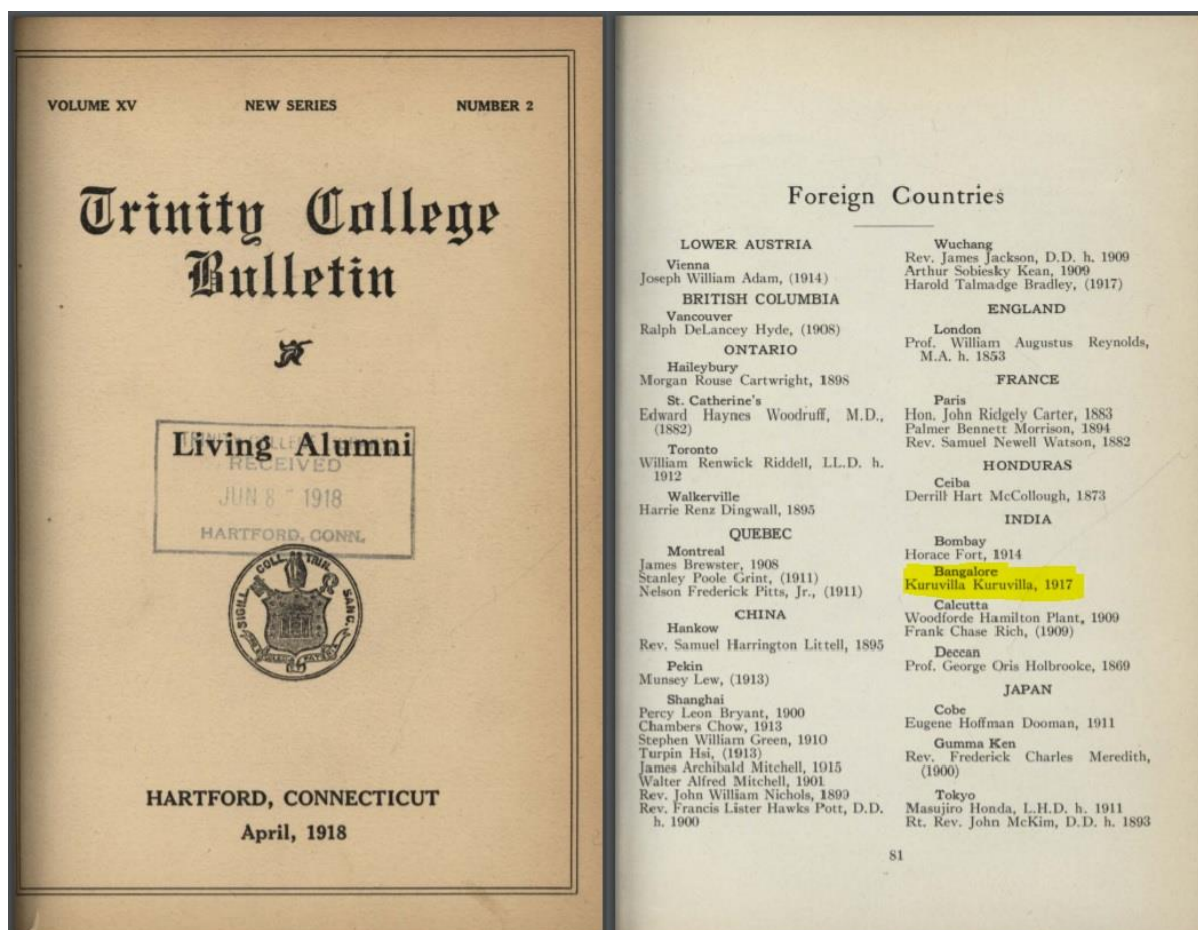 VOLUME XV NEW SERIES NUMBER 2
Trinity College
Bulletin
Living Alumni
RECEIVED
JUN 8 1918
HARTFORD, CONN.
SIGILL COLL TRIN SANC
HARTFORD, CONNECTICUT
April, 1918
Foreign Countries
LOWER AUSTRIA
Vienna
Joseph William Adam, (1914)
BRITISH COLUMBIA
Vancouver
Ralph DeLancey Hyde, (1908)
ONTARIO
Haileybury
Morgan Rouse Cartwright, 1898
St. Catherine's
Edward Haynes Woodruff, M.D.,
(1882)
Toronto
William Renwick Riddell, LL.D. h.
1912
Walkerville
Harrie Renz Dingwall, 1895
QUEBEC
Montreal
James Brewster, 1908
Stanley Poole Grint, (1911)
Nelson Frederick Pitts, Jr., (1911)
CHINA
Hankow
Rev. Samuel Harrington Littell, 1895
Pekin
Munsey Lew, (1913)
Shanghai
Percy Leon Bryant, 1900
Chambers Chow, 1913
Stephen William Green, 1910
Turpin Hsi, (1913)
James Archibald Mitchell, 1915
Walter Alfred Mitchell, 1901
Rev. John William Nichols, 1899
Rev. Francis Lister Hawks Pott, D.D.
h. 1900
Wuchang
Rev. James Jackson, D.D. h. 1909
Arthur Sobiesky Kean, 1909
Harold Talmadge Bradley, (1917)
ENGLAND
London
Prof. William Augustus Reynolds,
M.A. h. 1853
FRANCE
Paris
Hon. John Ridgely Carter, 1883
Palmer Bennett Morrison, 1894
Rev. Samuel Newell Watson, 1882
HONDURAS
Ceiba
Derrill Hart McCollough, 1873
INDIA
Bombay
Horace Fort, 1914
Bangalore
Kuruvilla Kuruvilla, 1917
Calcutta
Woodforde Hamilton Plant, 1909
Frank Chase Rich, (1909)
Deccan
Prof. George Oris Holbrooke, 1869
JAPAN
Cobe
Eugene Hoffman Dooman, 1911
Gumma Ken
Rev. Frederick Charles Meredith,
(1900)
Tokyo
Masujiro Honda, L.H.D. h. 1911
Rt. Rev. John McKim, D.D. h. 1893
81